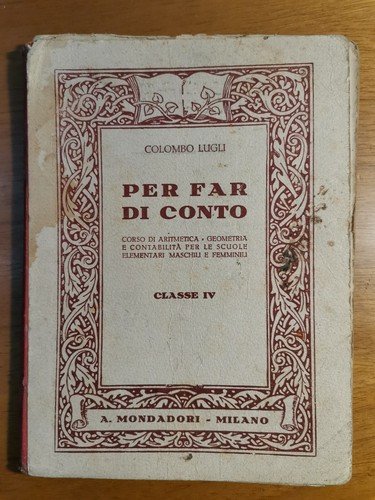 COLOMBO LUGLI
PER FAR
DI CONTO
CORSO DI ARITMETICA • GEOMETRIA
E CONTABILITÀ PER LE SCUOLE
ELEMENTARI MASCHILI E FEMMINILI
CLASSE IV
A. MONDADORI - MILANO